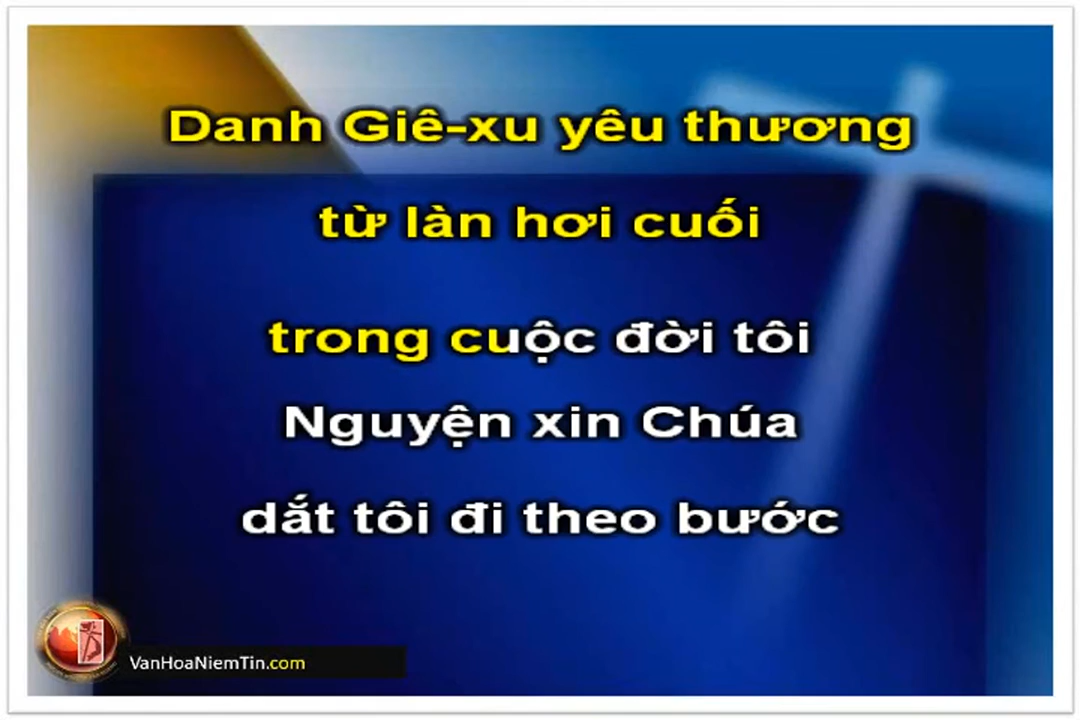 Danh Giê-xu yêu thương
từ làn hơi cuối
trong cuộc đời tôi
Nguyện xin Chúa
dắt tôi đi theo bước
VanHoaNiemTin.com